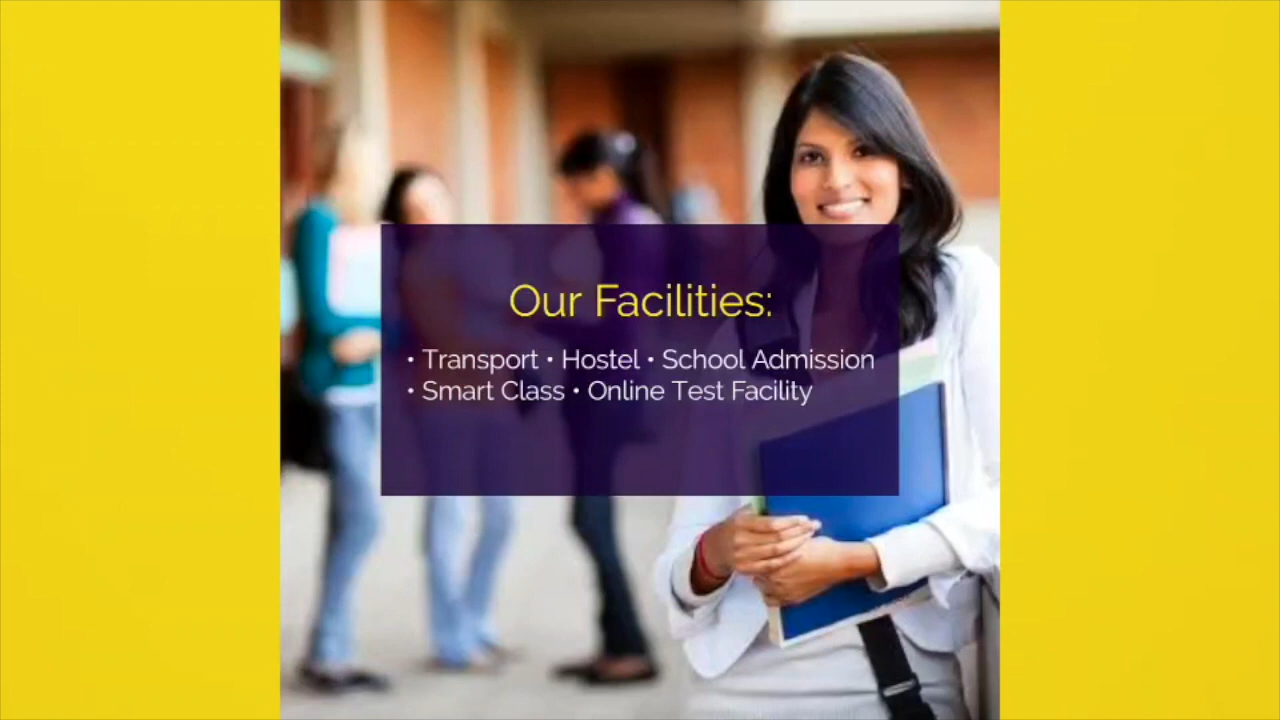 Our Facilities:
• Transport • Hostel • School Admission
• Smart Class • Online Test Facility